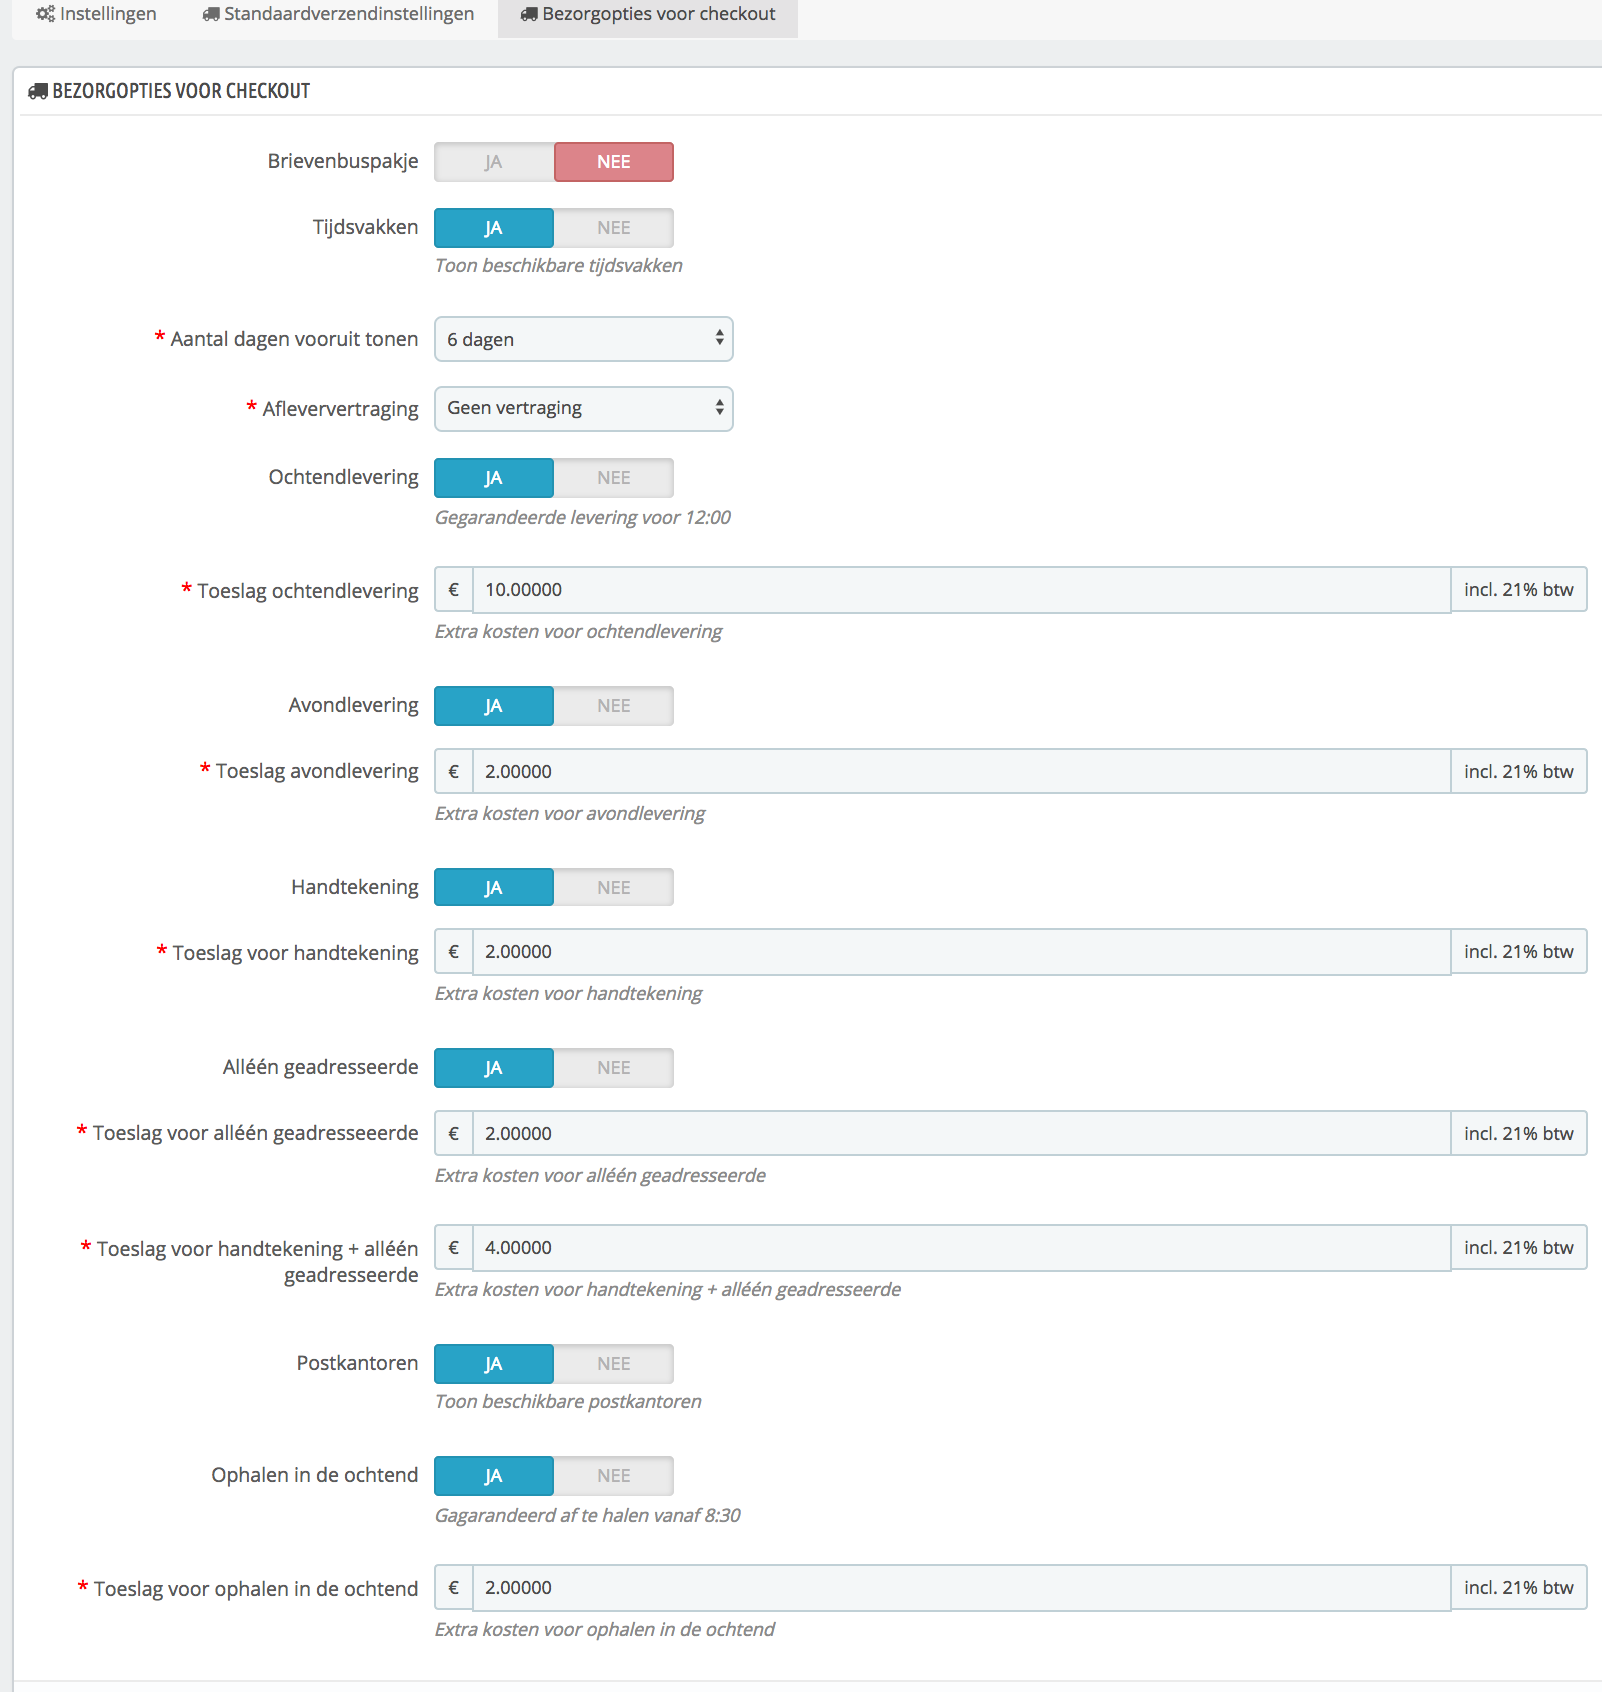 Instellingen Standaardverzendinstellingen Bezorgopties voor checkout
BEZORGOPTIES VOOR CHECKOUT
Brievenbuspakje JA NEE
Tijdsvakken JA NEE
Toon beschikbare tijdsvakken
* Aantal dagen vooruit tonen 6 dagen
* Afleververtraging Geen vertraging
Ochtendlevering JA NEE
Gegarandeerde levering voor 12:00
* Toeslag ochtendlevering € 10.00000 incl. 21% btw
Extra kosten voor ochtendlevering
Avondlevering JA NEE
* Toeslag avondlevering € 2.00000 incl. 21% btw
Extra kosten voor avondlevering
Handtekening JA NEE
* Toeslag voor handtekening € 2.00000 incl. 21% btw
Extra kosten voor handtekening
Alléén geadresseerde JA NEE
* Toeslag voor alléén geadresseeerde € 2.00000 incl. 21% btw
Extra kosten voor alléén geadresseerde
* Toeslag voor handtekening + alléén € 4.00000 incl. 21% btw
geadresseerde
Extra kosten voor handtekening + alléén geadresseerde
Postkantoren JA NEE
Toon beschikbare postkantoren
Ophalen in de ochtend JA NEE
Gagarandeerd af te halen vanaf 8:30
* Toeslag voor ophalen in de ochtend € 2.00000 incl. 21% btw
Extra kosten voor ophalen in de ochtend